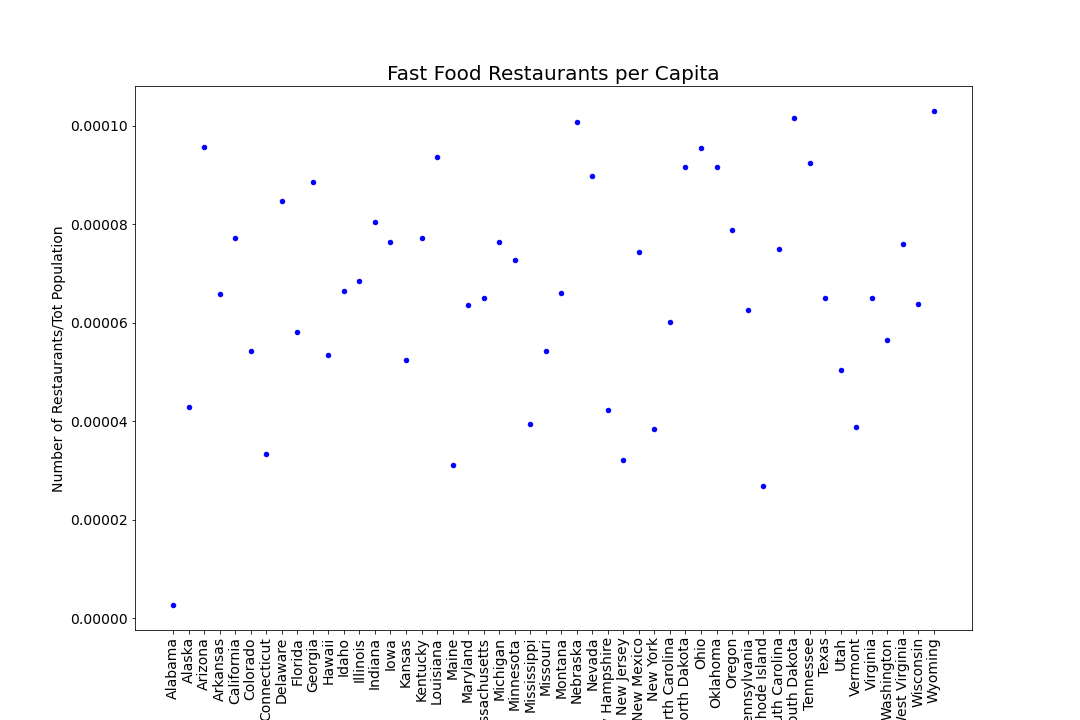 Fast Food Restaurants per Capita
Number of Restaurants/Tot Population
0.00010
0.00008
0.00006
0.00004
0.00002
0.00000
Alabama
Alaska
Arizona
Arkansas
California
Colorado
Connecticut
Delaware
Florida
Georgia
Hawaii
Idaho
Illinois
Indiana
Iowa
Kansas
Kentucky
Louisiana
Maine
Maryland
ssachusetts
Michigan
Minnesota
Mississippi
Missouri
Montana
Nebraska
Nevada
Hampshire
New Jersey
New Mexico
New York
rth Carolina
orth Dakota
Ohio
Oklahoma
Oregon
ennsylvania
hode Island
uth Carolina
outh Dakota
Tennessee
Texas
Utah
Vermont
Virginia
Washington
est Virginia
Wisconsin
Wyoming